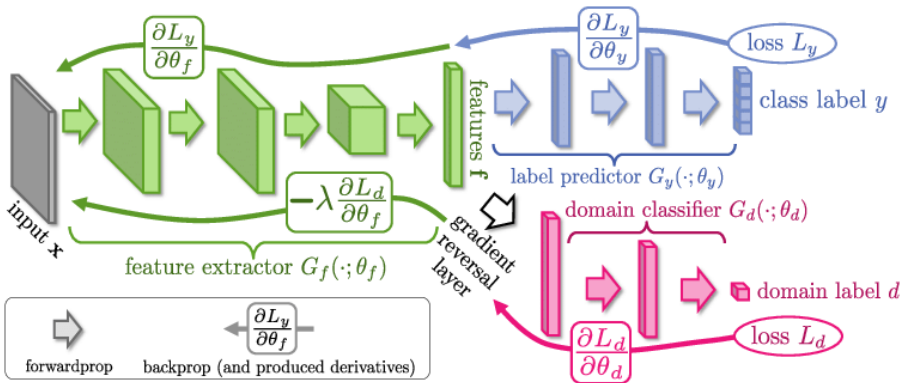 ∂L_y/∂θ_f
∂L_y/∂θ_y
loss L_y
features f
class label y
label predictor G_y(·; θ_y)
−λ ∂L_d/∂θ_f
input x
feature extractor G_f(·; θ_f)
gradient
reversal
layer
domain classifier G_d(·; θ_d)
domain label d
∂L_d/∂θ_d
loss L_d
∂L_y/∂θ_f
forwardprop
backprop (and produced derivatives)